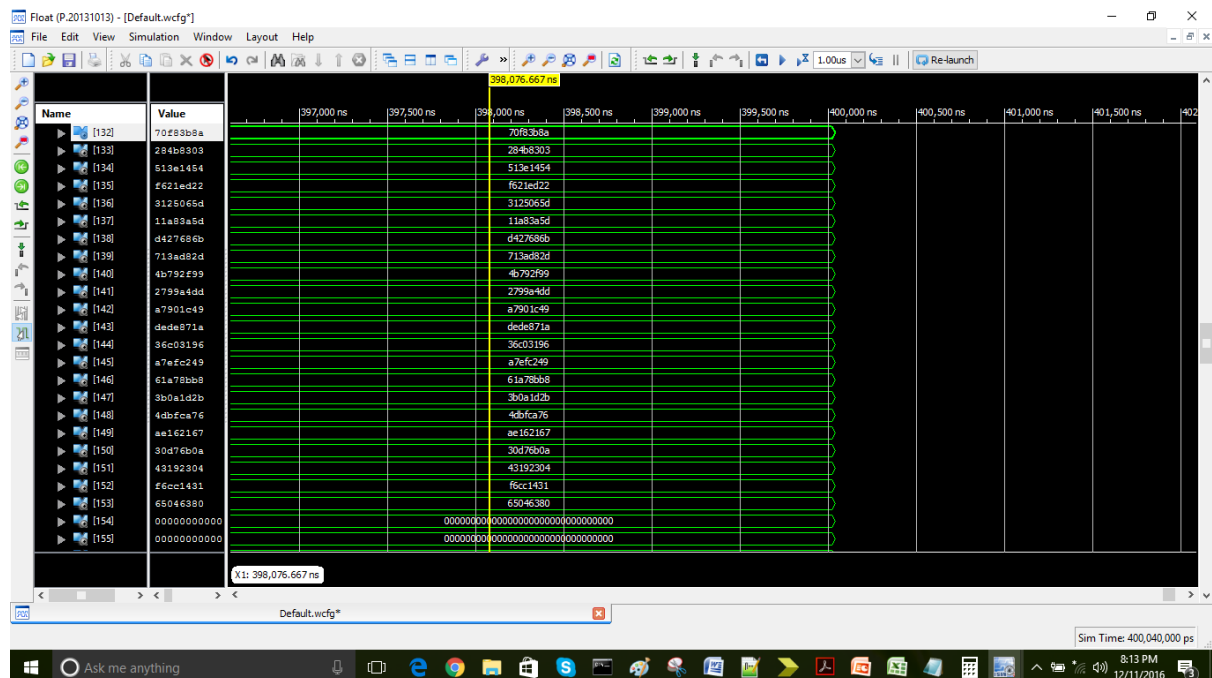 Float (P.20131013) - [Default.wcfg*]
File Edit View Simulation Window Layout Help
1.00us Re-launch
398,076.667 ns
Name Value 397,000 ns 397,500 ns 398,000 ns 398,500 ns 399,000 ns 399,500 ns 400,000 ns 400,500 ns 401,000 ns 401,500 ns 402
[132] 70f83b8a 70f83b8a
[133] 284b8303 284b8303
[134] 513e1454 513e1454
[135] f621ed22 f621ed22
[136] 3125065d 3125065d
[137] 11a83a5d 11a83a5d
[138] d427686b d427686b
[139] 713ad82d 713ad82d
[140] 4b792f99 4b792f99
[141] 2799a4dd 2799a4dd
[142] a7901c49 a7901c49
[143] dede871a dede871a
[144] 36c03196 36c03196
[145] a7efc249 a7efc249
[146] 61a78bb8 61a78bb8
[147] 3b0a1d2b 3b0a1d2b
[148] 4dbfca76 4dbfca76
[149] ae162167 ae162167
[150] 30d76b0a 30d76b0a
[151] 43192304 43192304
[152] f6cc1431 f6cc1431
[153] 65046380 65046380
[154] 00000000000 00000000000000000000000000000000
[155] 00000000000 00000000000000000000000000000000
X1: 398,076.667 ns
Default.wcfg*
Sim Time: 400,040,000 ps
Ask me anything
8:13 PM
12/11/2016